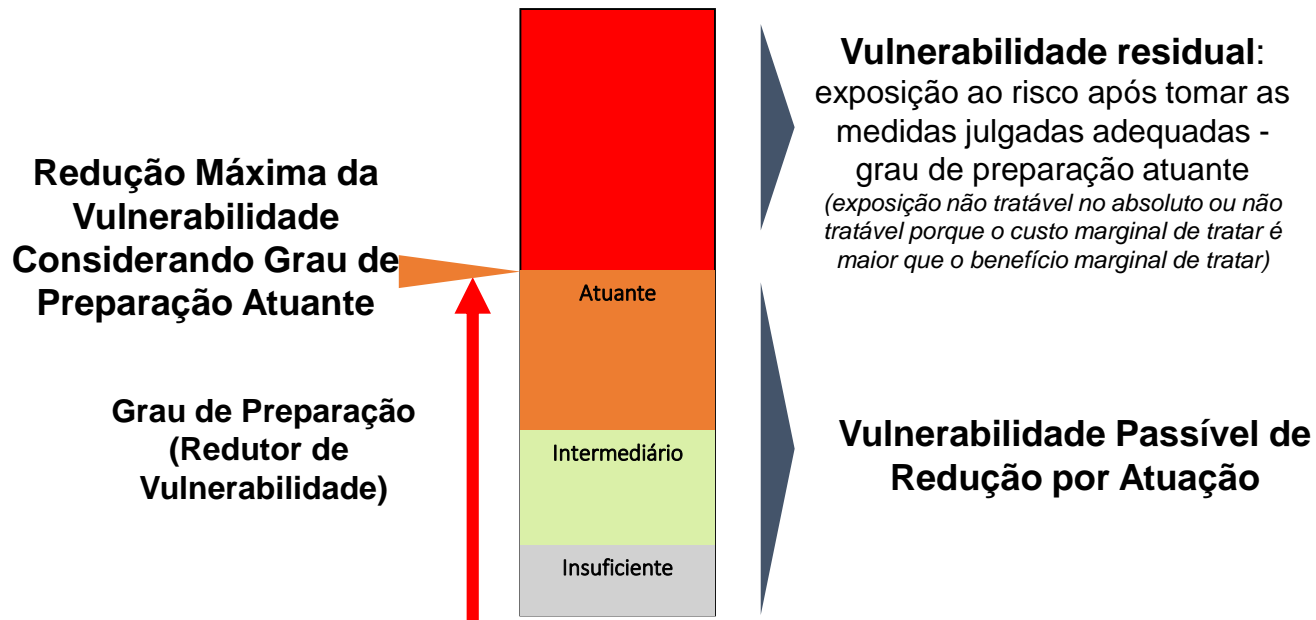 Redução Máxima da
Vulnerabilidade
Considerando Grau de
Preparação Atuante
Grau de Preparação
(Redutor de
Vulnerabilidade)
Atuante
Intermediário
Insuficiente
Vulnerabilidade residual:
exposição ao risco após tomar as
medidas julgadas adequadas -
grau de preparação atuante
(exposição não tratável no absoluto ou não
tratável porque o custo marginal de tratar é
maior que o benefício marginal de tratar)
Vulnerabilidade Passível de
Redução por Atuação